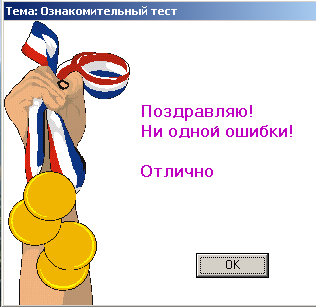 Тема: Ознакомительный тест
Поздравляю!
Ни одной ошибки!
Отлично
OK